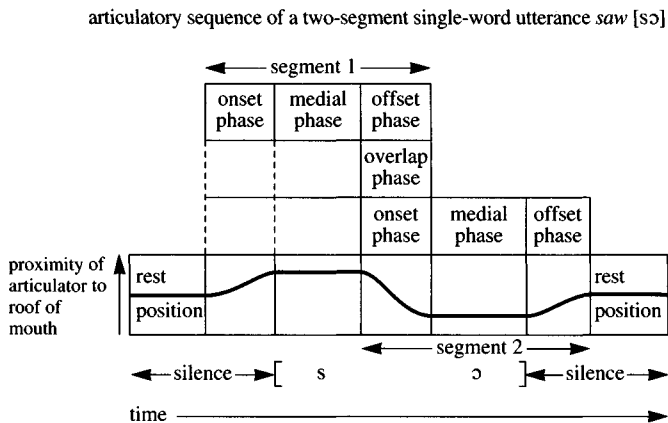 articulatory sequence of a two-segment single-word utterance saw [sɔ]
segment 1
onset phase
medial phase
offset phase
overlap phase
onset phase
medial phase
offset phase
proximity of articulator to roof of mouth
rest position
rest position
segment 2
silence
[ s ɔ ]
silence
time